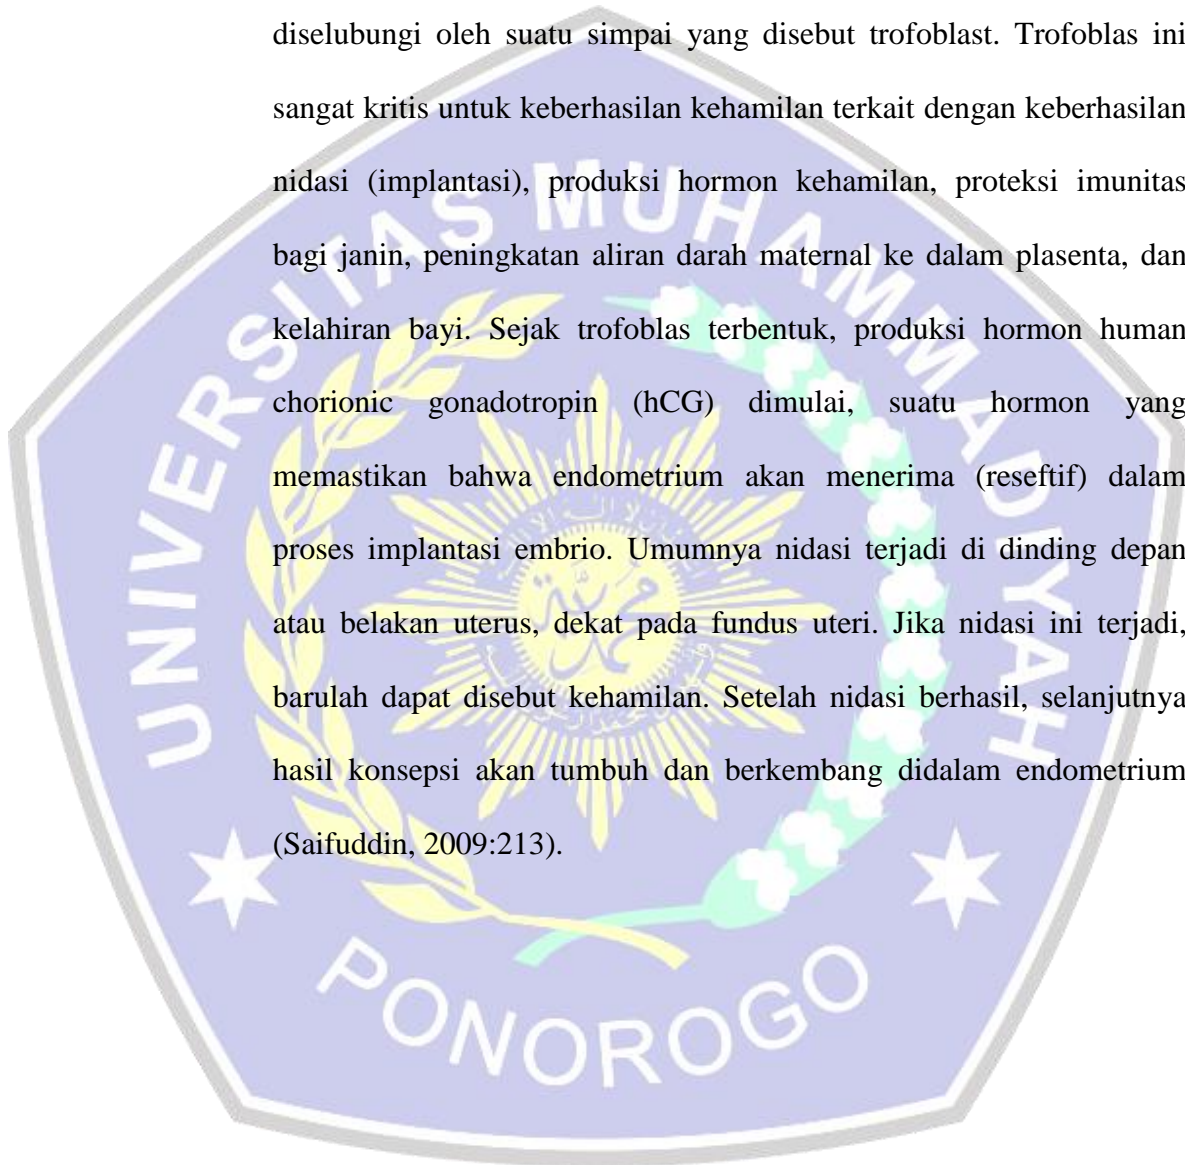 diselubungi oleh suatu simpai yang disebut trofoblast. Trofoblas ini
sangat kritis untuk keberhasilan kehamilan terkait dengan keberhasilan
nidasi (implantasi), produksi hormon kehamilan, proteksi imunitas
bagi janin, peningkatan aliran darah maternal ke dalam plasenta, dan
kelahiran bayi. Sejak trofoblas terbentuk, produksi hormon human
chorionic gonadotropin (hCG) dimulai, suatu hormon yang
memastikan bahwa endometrium akan menerima (reseftif) dalam
proses implantasi embrio. Umumnya nidasi terjadi di dinding depan
atau belakan uterus, dekat pada fundus uteri. Jika nidasi ini terjadi,
barulah dapat disebut kehamilan. Setelah nidasi berhasil, selanjutnya
hasil konsepsi akan tumbuh dan berkembang didalam endometrium
(Saifuddin, 2009:213).
UNIVERSITAS MUHAMMADIYAH
PONOROGO